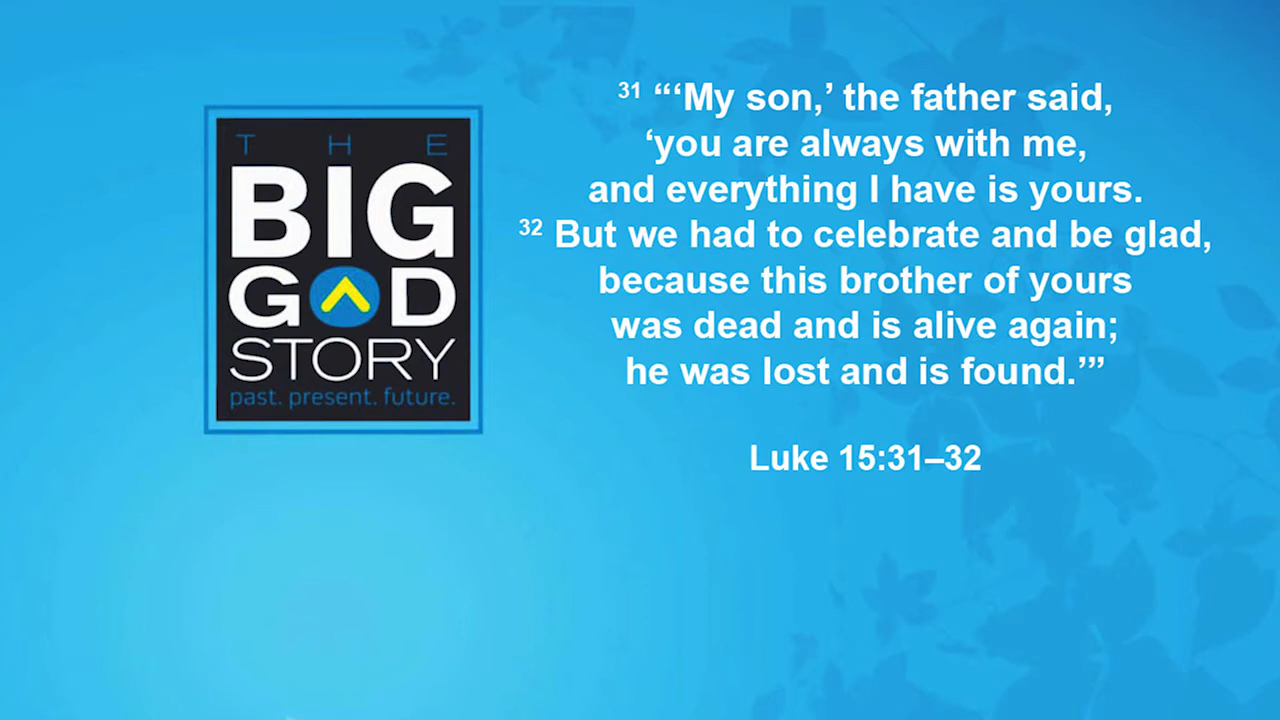 THE
BIG
GOD
STORY
past. present. future.
31 “‘My son,’ the father said,
‘you are always with me,
and everything I have is yours.
32 But we had to celebrate and be glad,
because this brother of yours
was dead and is alive again;
he was lost and is found.’”
Luke 15:31–32